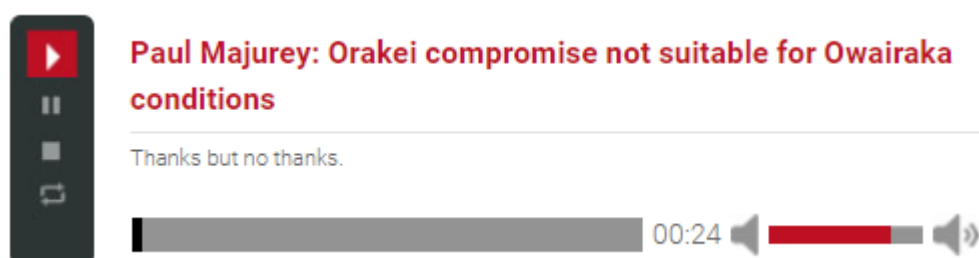 Paul Majurey: Orakei compromise not suitable for Owairaka
conditions
Thanks but no thanks.
00:24